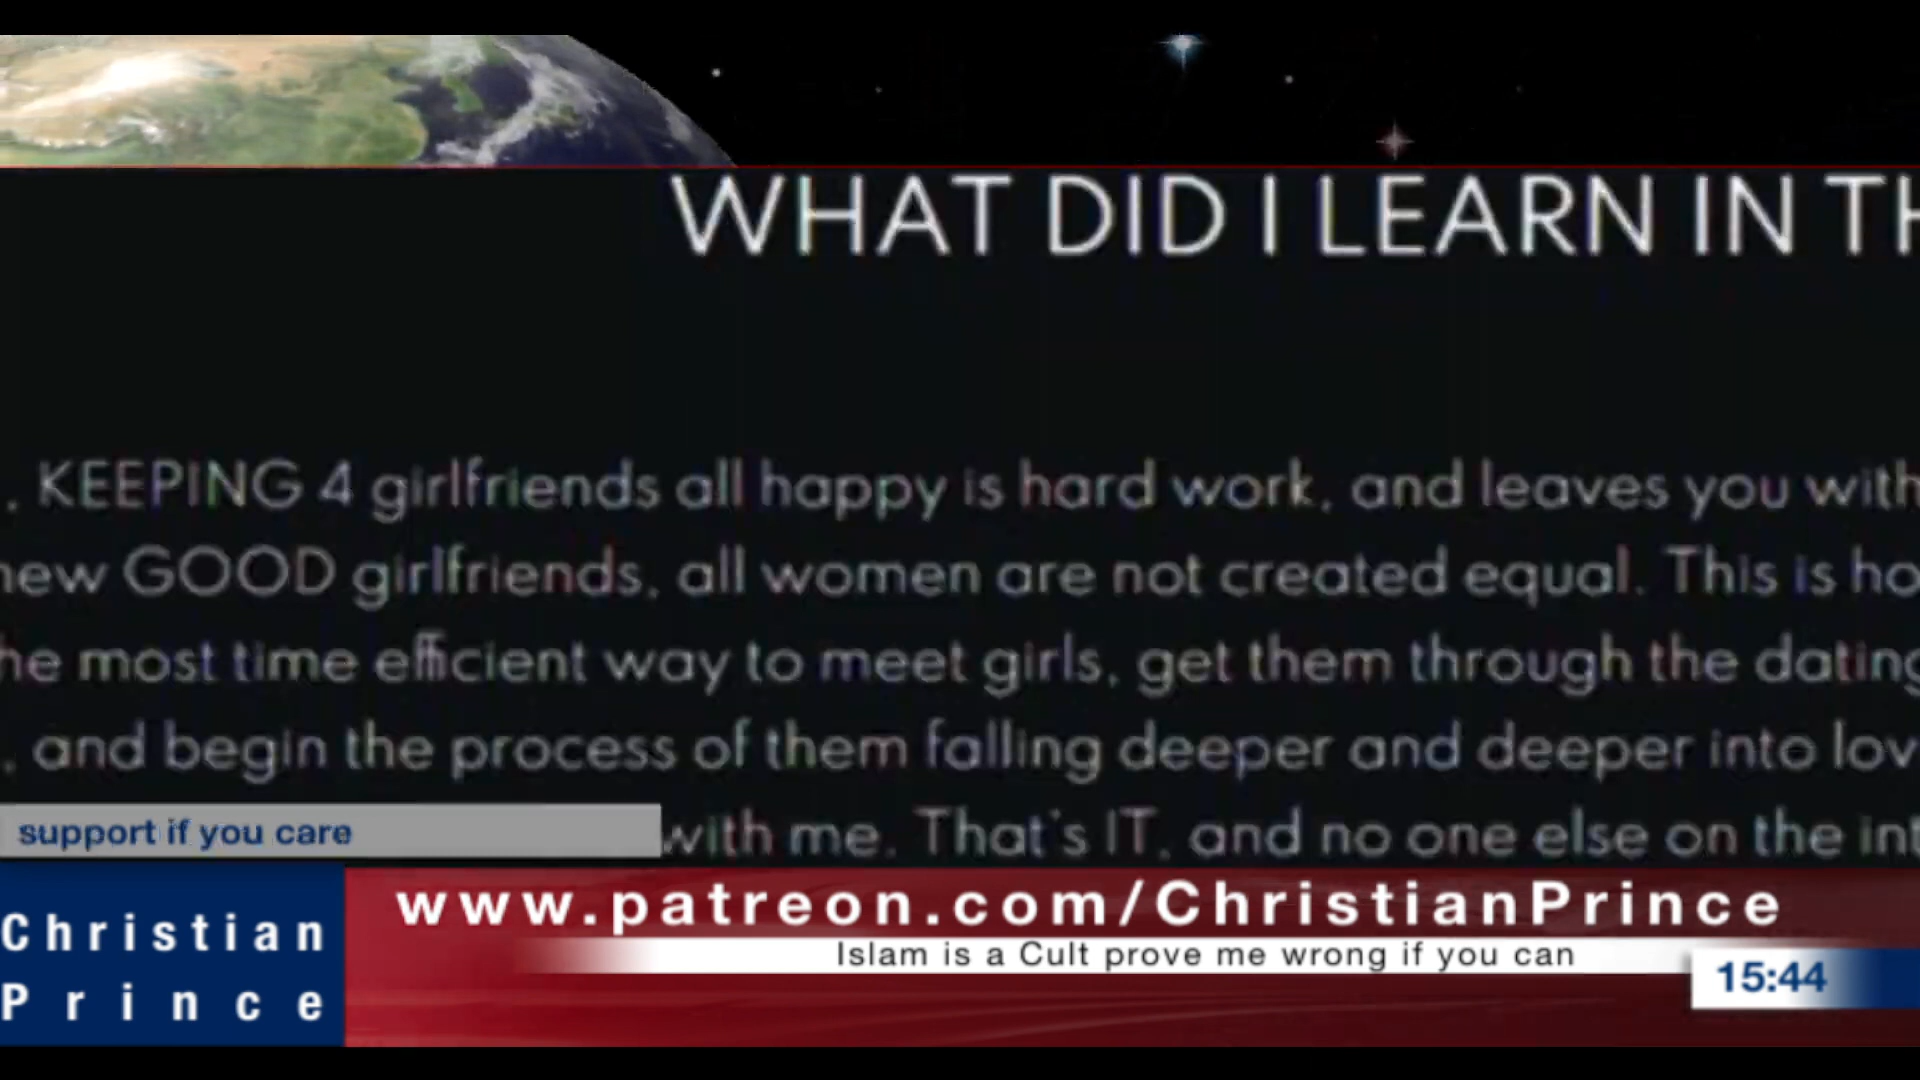 WHAT DID I LEARN IN
. KEEPING 4 girlfriends all happy is hard work, and leaves you with
new GOOD girlfriends, all women are not created equal. This is
he most time efficient way to meet girls, get them through the dating
, and begin the process of them falling deeper and deeper into
with me. That's IT, and no one else on the
support if you care
Christian
Prince
www.patreon.com/ChristianPrince
Islam is a Cult prove me wrong if you can
15:44